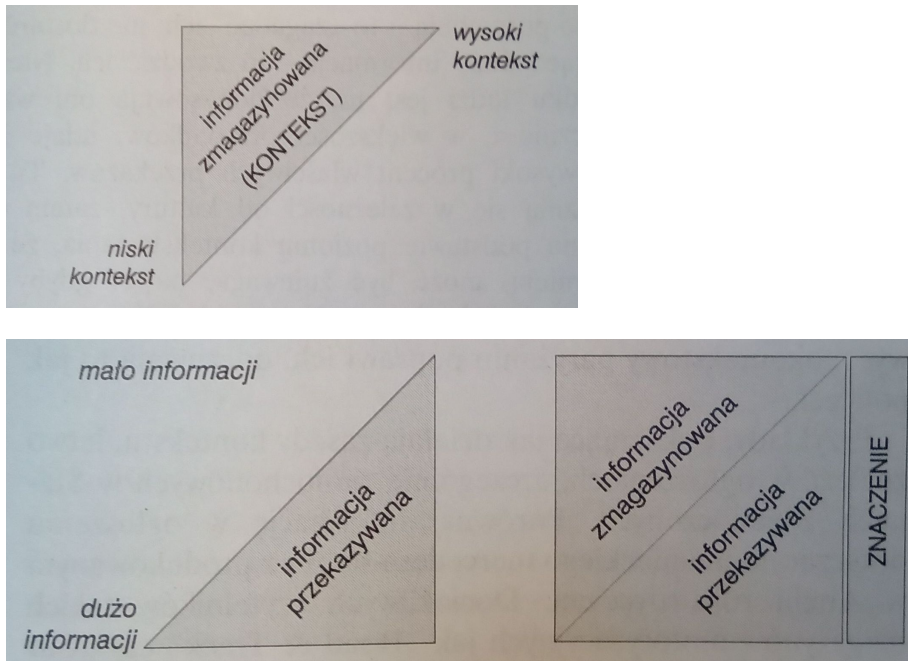 informacja
zmagazynowana
(KONTEKST)
wysoki
kontekst
niski
kontekst
mało informacji
dużo
informacji
informacja
przekazywana
informacja
zmagazynowana
informacja
przekazywana
ZNACZENIE